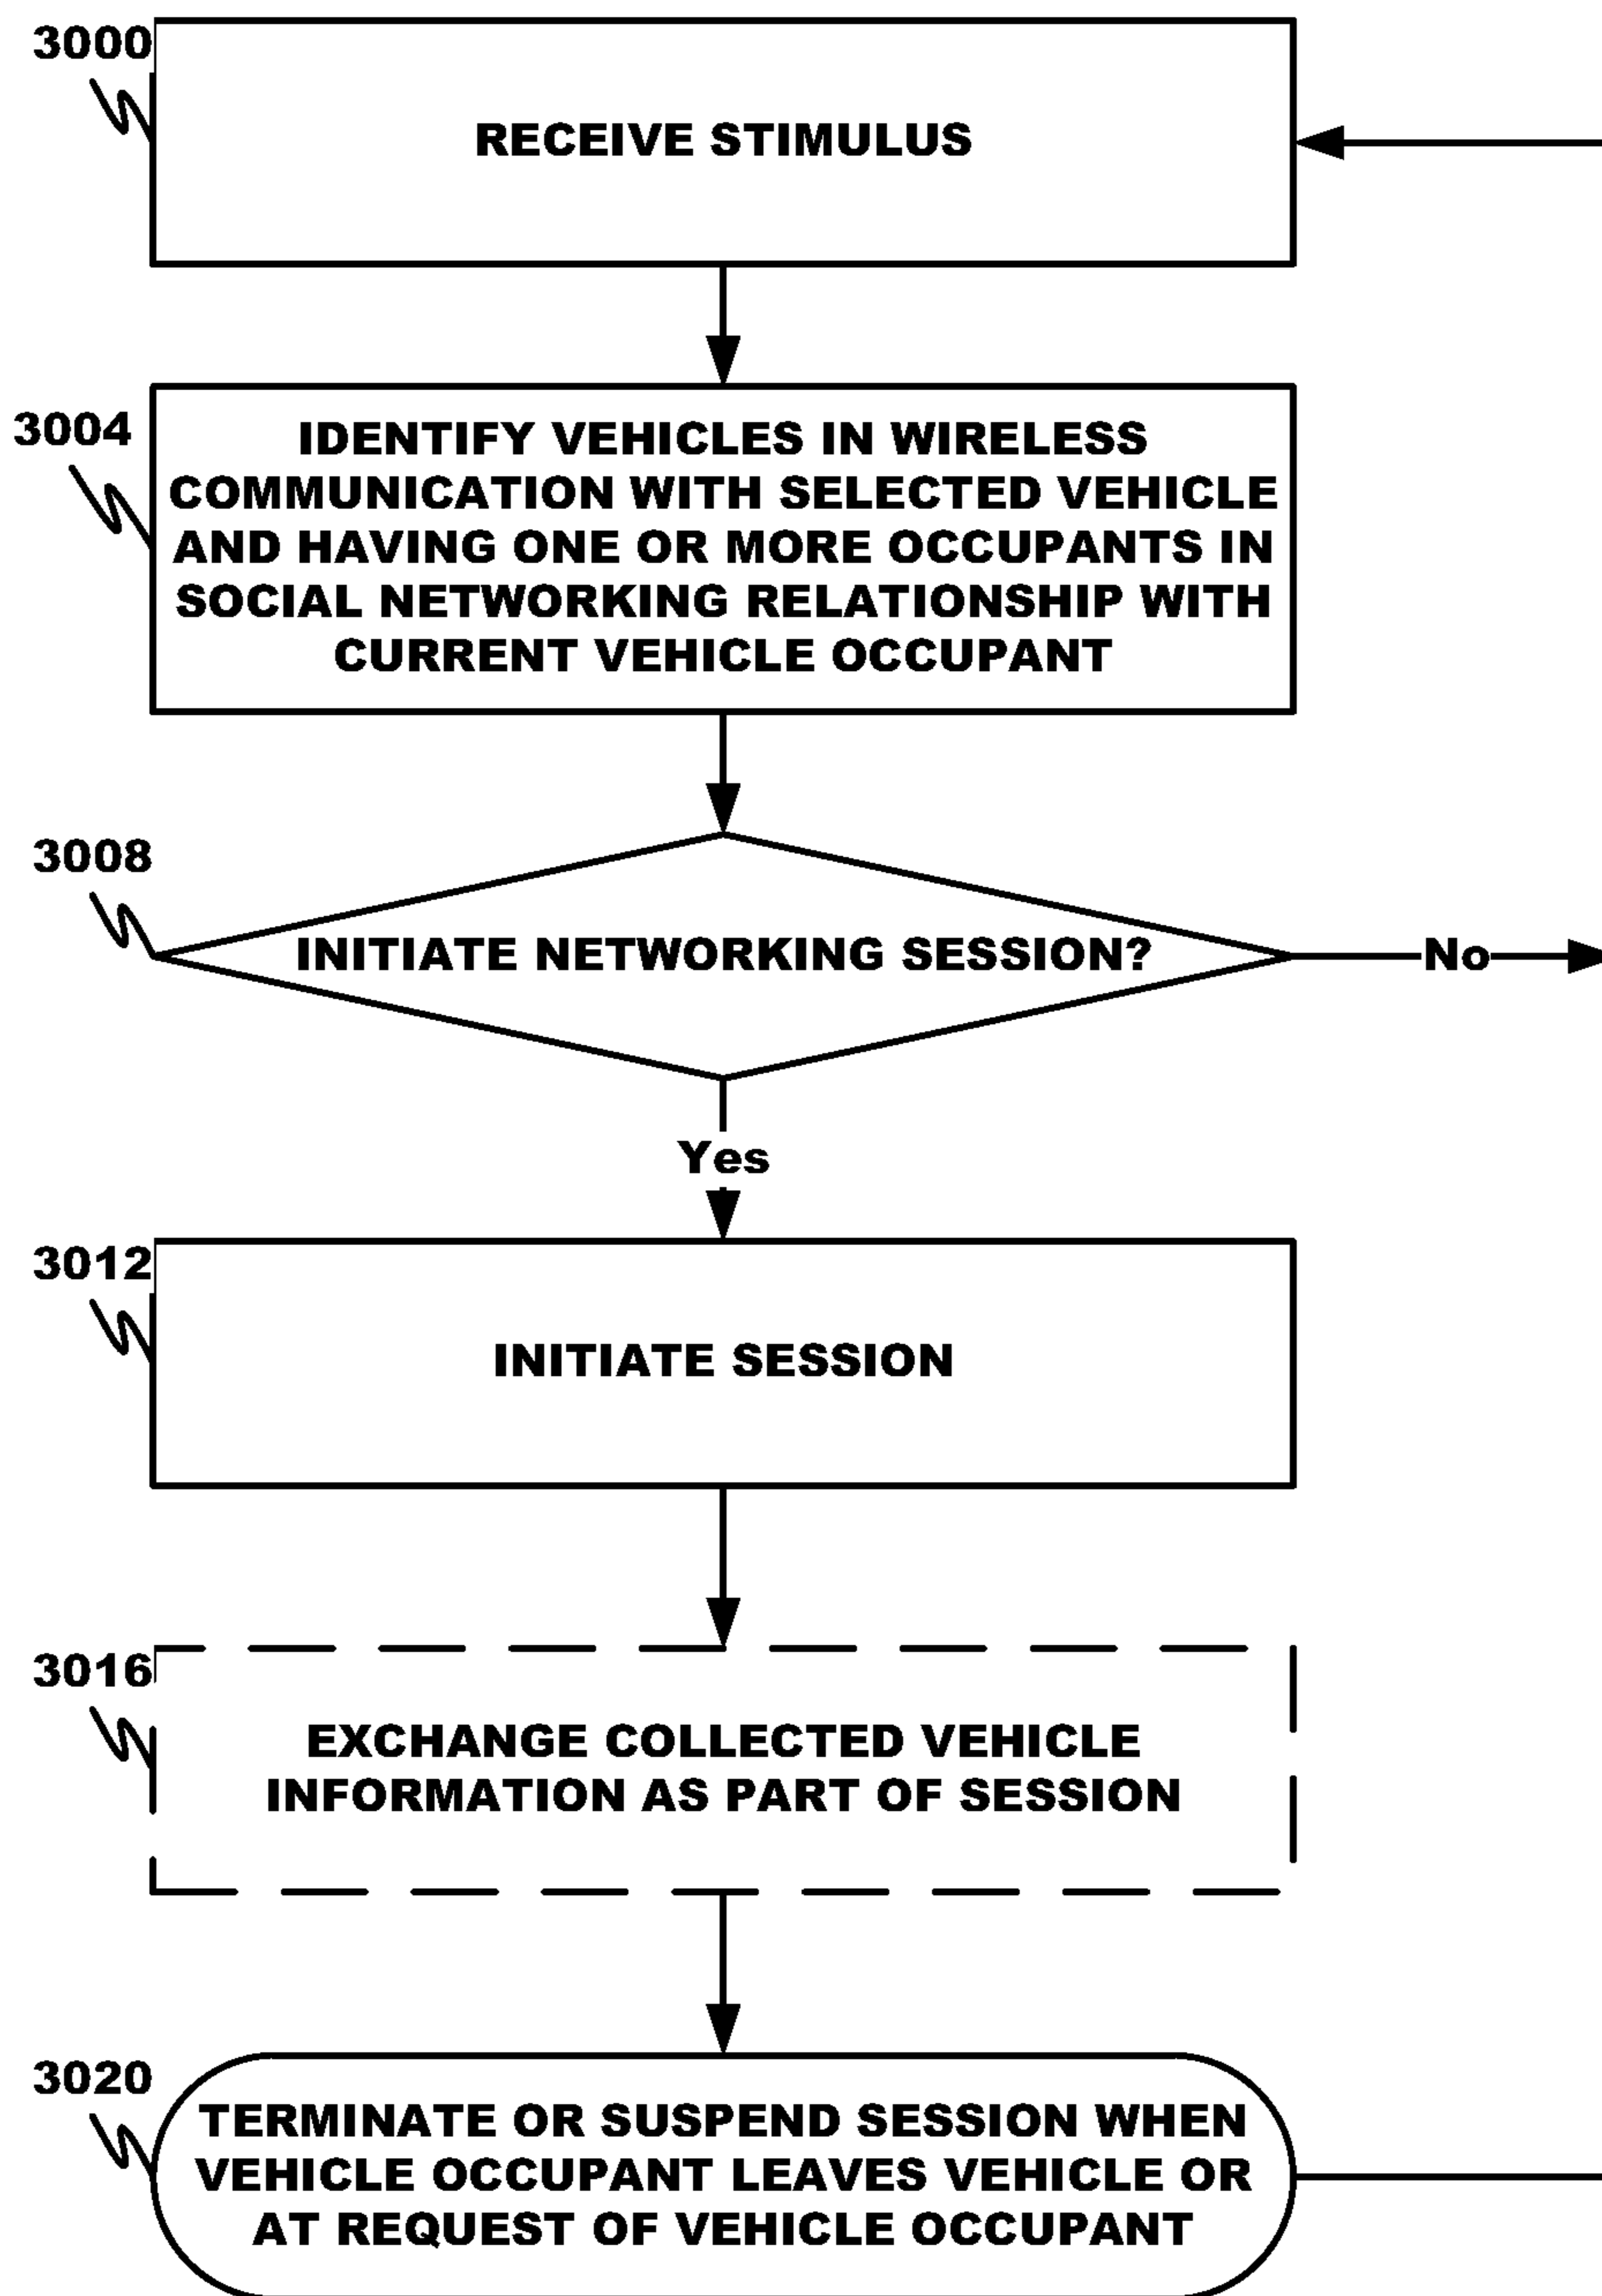 3000
RECEIVE STIMULUS
3004
IDENTIFY VEHICLES IN WIRELESS
COMMUNICATION WITH SELECTED VEHICLE
AND HAVING ONE OR MORE OCCUPANTS IN
SOCIAL NETWORKING RELATIONSHIP WITH
CURRENT VEHICLE OCCUPANT
3008
INITIATE NETWORKING SESSION?
No
Yes
3012
INITIATE SESSION
3016
EXCHANGE COLLECTED VEHICLE
INFORMATION AS PART OF SESSION
3020
TERMINATE OR SUSPEND SESSION WHEN
VEHICLE OCCUPANT LEAVES VEHICLE OR
AT REQUEST OF VEHICLE OCCUPANT